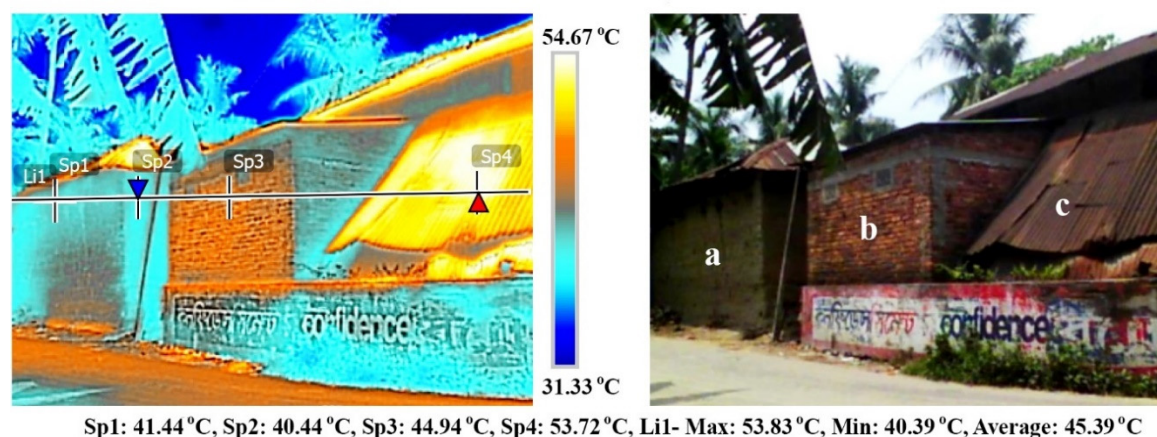 54.67 °C
Li1 Sp1 Sp2 Sp3 Sp4
a b c
কনফিডেন্স সিমেন্ট confidence
confidence
31.33 °C
Sp1: 41.44 °C, Sp2: 40.44 °C, Sp3: 44.94 °C, Sp4: 53.72 °C, Li1- Max: 53.83 °C, Min: 40.39 °C, Average: 45.39 °C